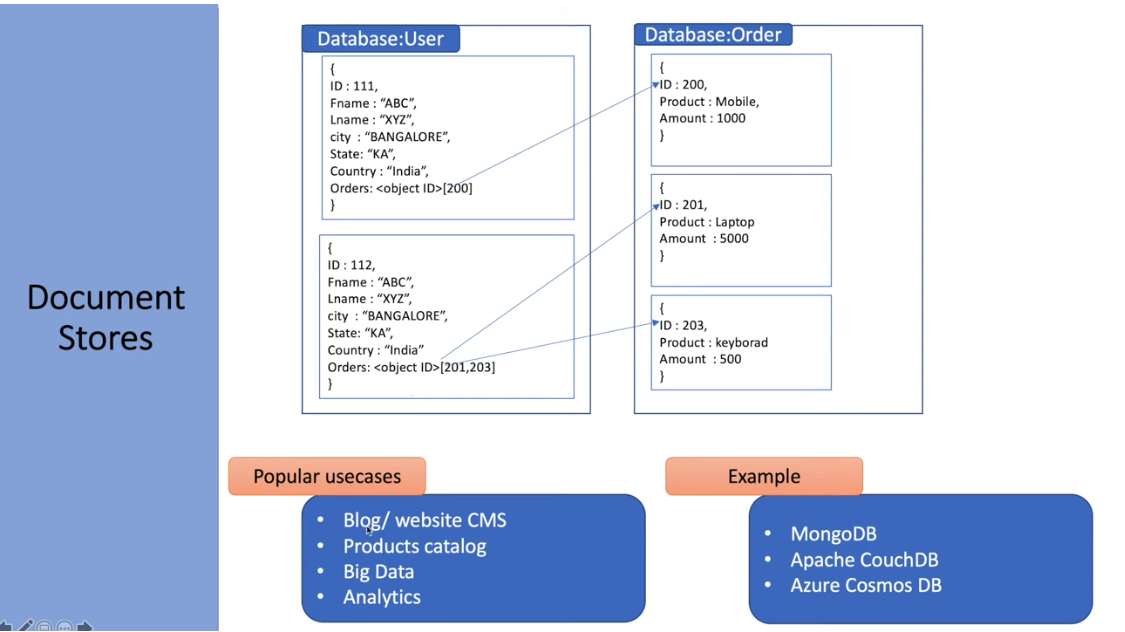 Document
Stores
Database:User
{
ID : 111,
Fname : “ABC”,
Lname : “XYZ”,
city : “BANGALORE”,
State: “KA”,
Country : “India”,
Orders: <object ID>[200]
}
{
ID : 112,
Fname : “ABC”,
Lname : “XYZ”,
city : “BANGALORE”,
State: “KA”,
Country : “India”
Orders: <object ID>[201,203]
}
Database:Order
{
ID : 200,
Product : Mobile,
Amount : 1000
}
{
ID : 201,
Product : Laptop
Amount : 5000
}
{
ID : 203,
Product : keyborad
Amount : 500
}
Popular usecases
• Blog/ website CMS
• Products catalog
• Big Data
• Analytics
Example
• MongoDB
• Apache CouchDB
• Azure Cosmos DB